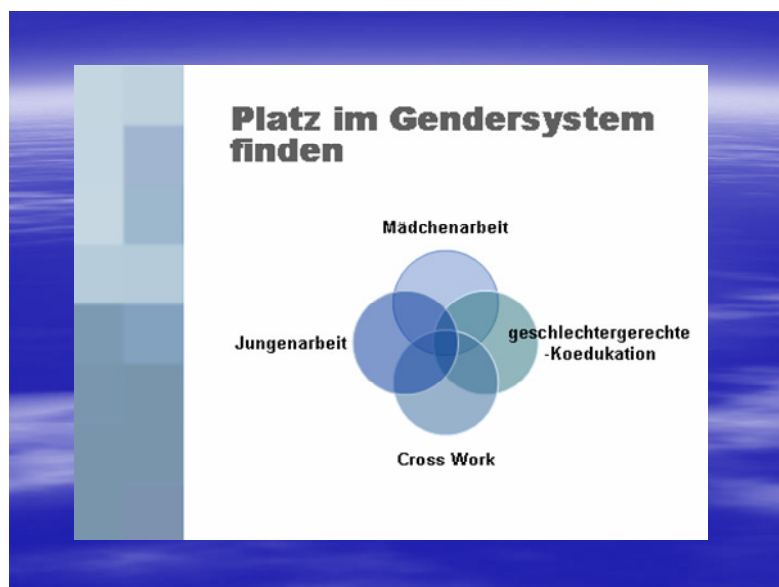 Platz im Gendersystem
finden
Mädchenarbeit
Jungenarbeit
geschlechtergerechte
-Koedukation
Cross Work